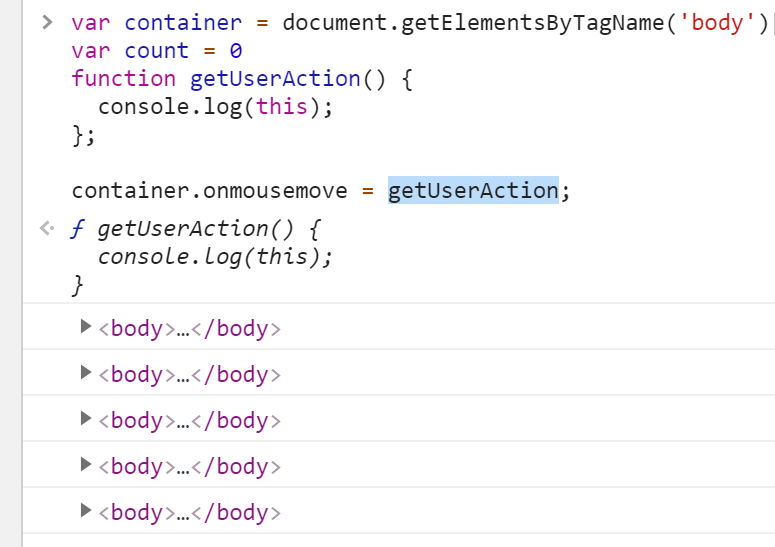 > var container = document.getElementsByTagName('body')
var count = 0
function getUserAction() {
  console.log(this);
};
container.onmousemove = getUserAction;
ƒ getUserAction() {
  console.log(this);
}
▶<body>…</body>
▶<body>…</body>
▶<body>…</body>
▶<body>…</body>
▶<body>…</body>